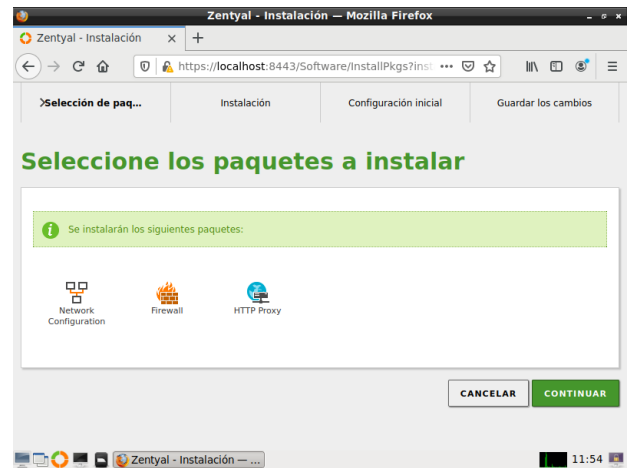 Zentyal - Instalación — Mozilla Firefox
Zentyal - Instalación
https://localhost:8443/Software/InstallPkgs?inst
Selección de paq...
Instalación
Configuración inicial
Guardar los cambios
Seleccione los paquetes a instalar
Se instalarán los siguientes paquetes:
Network
Configuration
Firewall
HTTP Proxy
CANCELAR
CONTINUAR
Zentyal - Instalación — ...
11:54